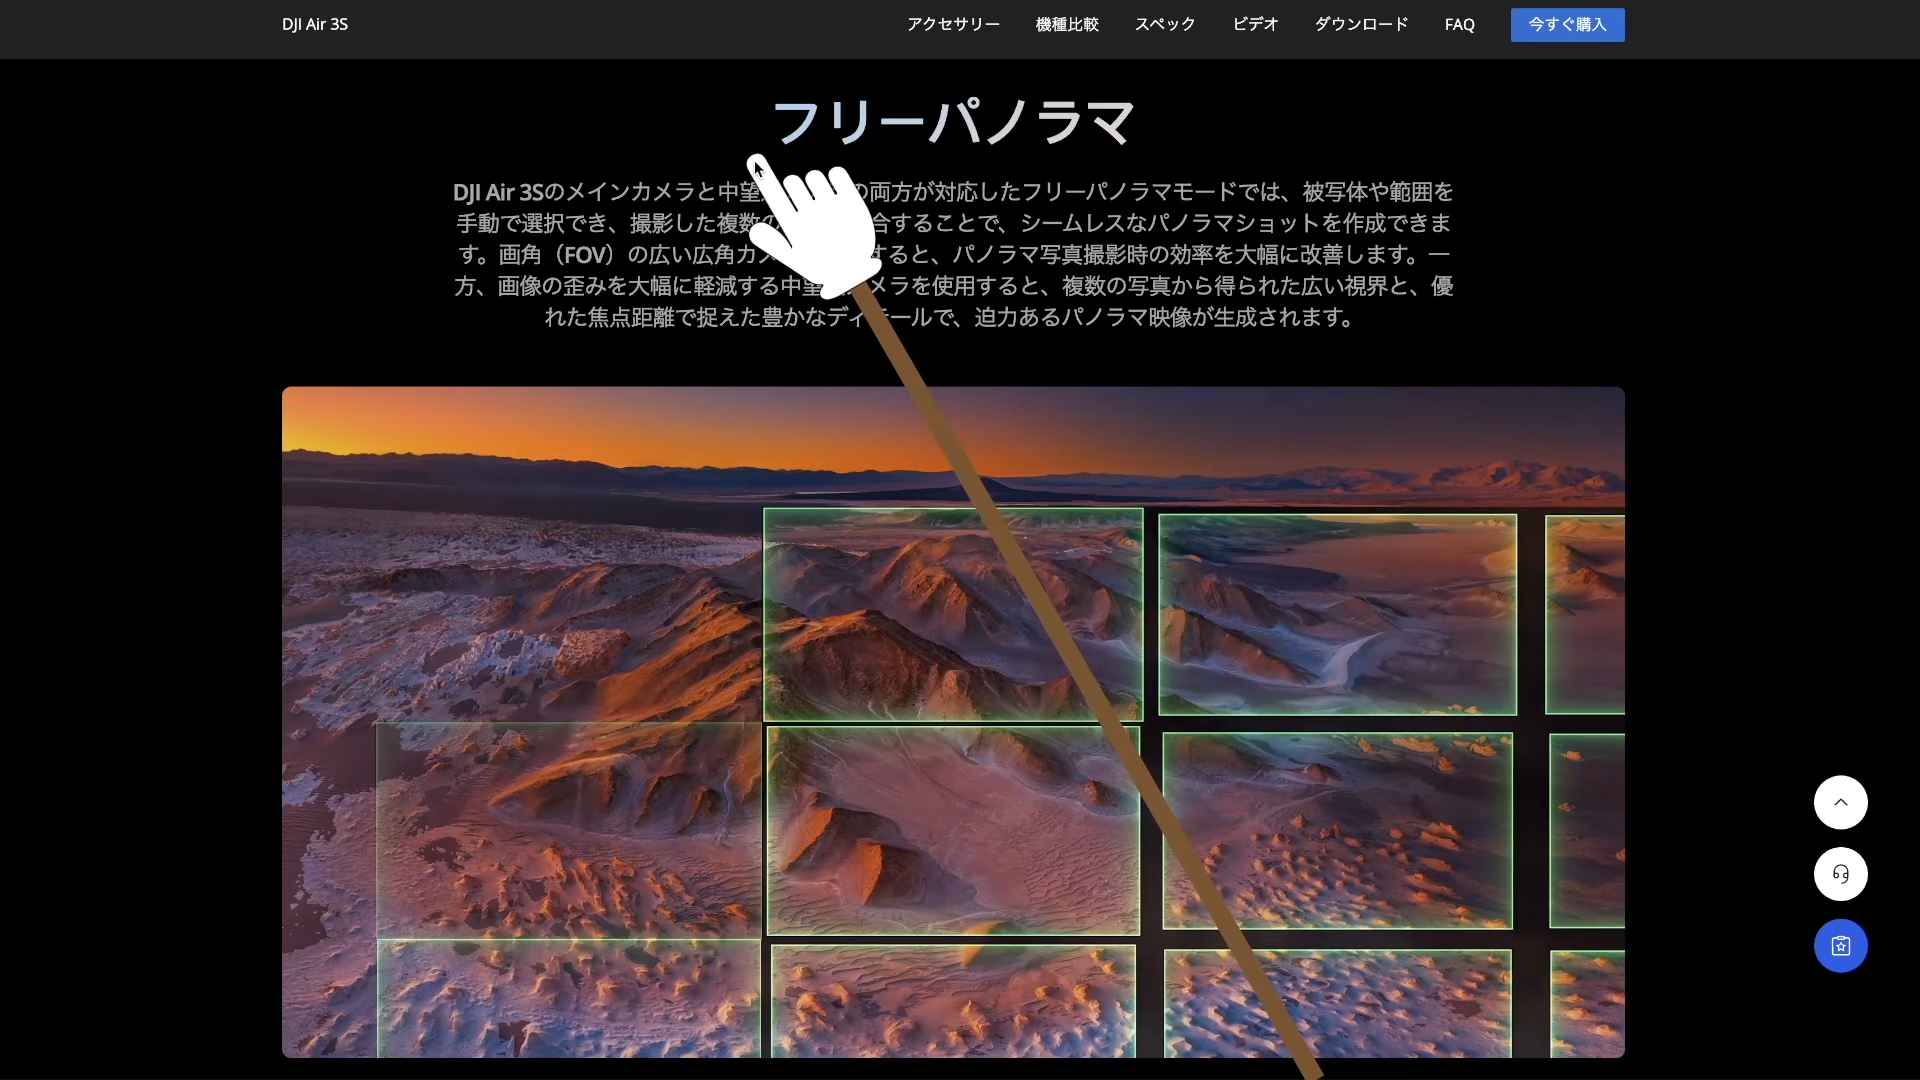 DJI Air 3S
アクセサリー 機種比較 スペック ビデオ ダウンロード FAQ 今すぐ購入
フリーパノラマ
DJI Air 3Sのメインカメラと中望の両方が対応したフリーパノラマモードでは、被写体や範囲を
手動で選択でき、撮影した複数の合することで、シームレスなパノラマショットを作成できま
す。画角（FOV）の広い広角カメすると、パノラマ写真撮影時の効率を大幅に改善します。一
方、画像の歪みを大幅に軽減する中望メラを使用すると、複数の写真から得られた広い視界と、優
れた焦点距離で捉えた豊かなディテールで、迫力あるパノラマ映像が生成されます。